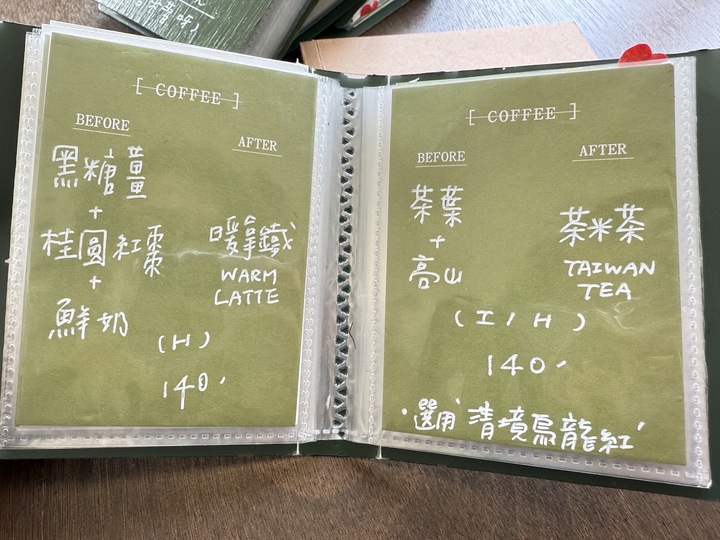 [ COFFEE ]
BEFORE
AFTER
黑糖薑
+
桂圓紅棗
+
鮮奶
暖拿鐵
WARM
LATTE
(H)
140.
[ COFFEE ]
BEFORE
AFTER
茶葉
+
高山
茶米茶
TAIWAN
TEA
(I/H)
140.
·選用"清境烏龍紅"